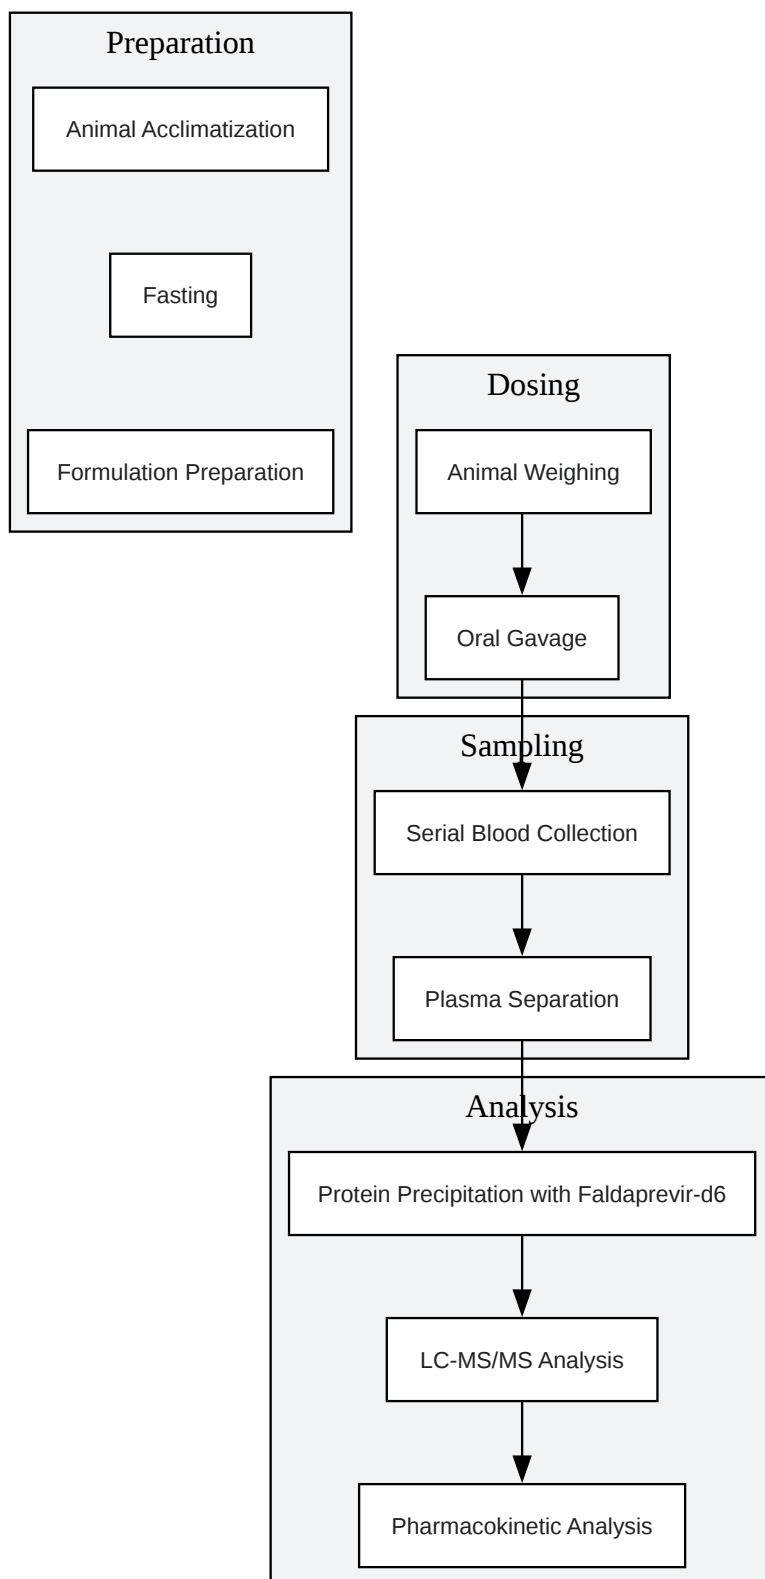 Preparation
Animal Acclimatization
Fasting
Formulation Preparation
Dosing
Animal Weighing
Oral Gavage
Sampling
Serial Blood Collection
Plasma Separation
Analysis
Protein Precipitation with Faldaprevir-d6
LC-MS/MS Analysis
Pharmacokinetic Analysis